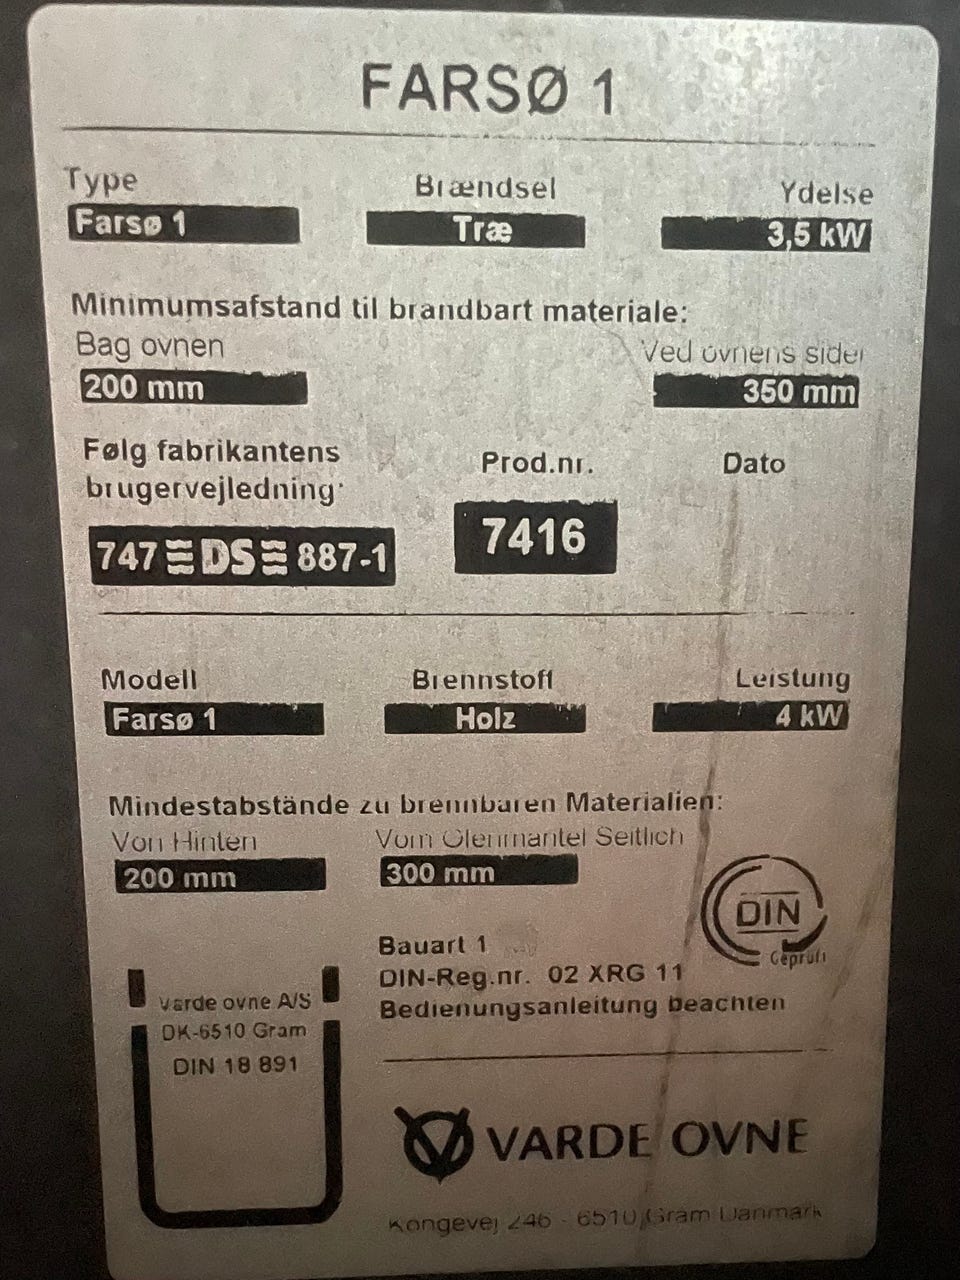 FARSØ 1
Type Brændsel Ydelse
Farsø 1 Træ 3,5 kW
Minimumsafstand til brandbart materiale:
Bag ovnen Ved ovnens sider
200 mm 350 mm
Følg fabrikantens
brugervejledning
Prod.nr. Dato
747 DS 887-1 7416
Modell Brennstoff Leistung
Farsø 1 Holz 4 kW
Mindestabstände zu brennbaren Materialien:
Von Hinten Vom Ofenmantel Seitlich
200 mm 300 mm
DIN
Geprüft
Bauart 1
DIN-Reg.nr. 02 XRG 11
Bedienungsanleitung beachten
Varde ovne A/S
DK-6510 Gram
DIN 18 891
VARDE OVNE
Kongevej 246 - 6510 Gram Danmark